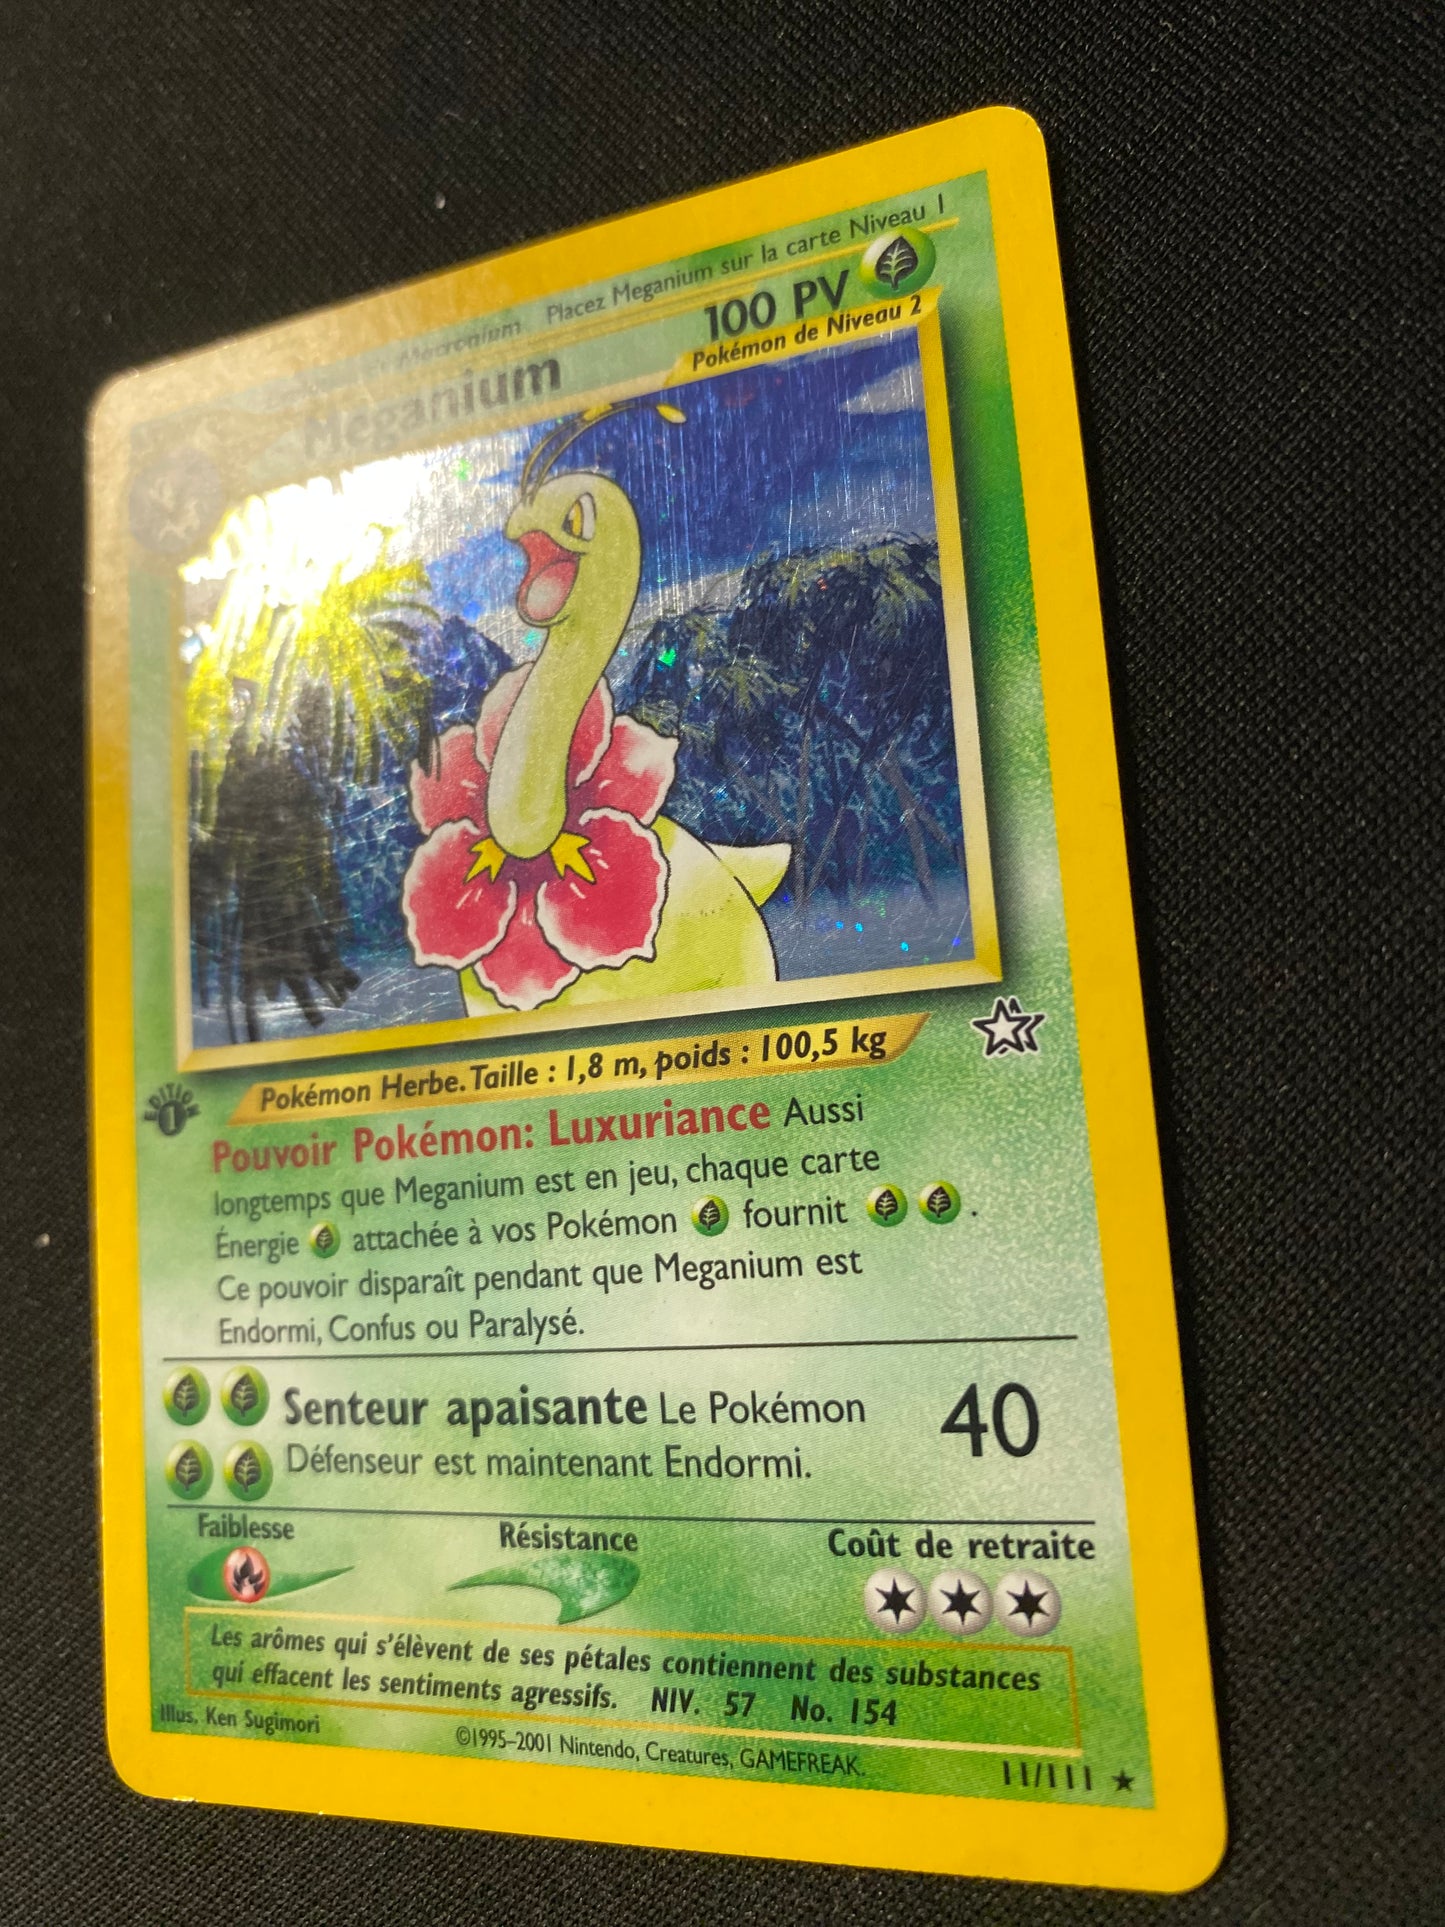 Macronium Placez Meganium sur la carte Niveau 1
Meganium 100 PV
Pokémon de Niveau 2
Pokémon Herbe. Taille : 1,8 m, poids : 100,5 kg
EDITION 1
Pouvoir Pokémon: Luxuriance Aussi
longtemps que Meganium est en jeu, chaque carte
Énergie attachée à vos Pokémon fournit .
Ce pouvoir disparaît pendant que Meganium est
Endormi, Confus ou Paralysé.
Senteur apaisante Le Pokémon 40
Défenseur est maintenant Endormi.
Faiblesse Résistance Coût de retraite
Les arômes qui s'élèvent de ses pétales contiennent des substances
qui effacent les sentiments agressifs. NIV. 57 No. 154
Illus. Ken Sugimori ©1995-2001 Nintendo, Creatures, GAMEFREAK. 11/111 ★